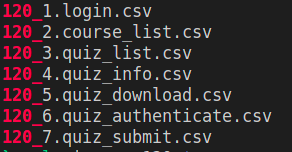 120_1.login.csv
120_2.course_list.csv
120_3.quiz_list.csv
120_4.quiz_info.csv
120_5.quiz_download.csv
120_6.quiz_authenticate.csv
120_7.quiz_submit.csv